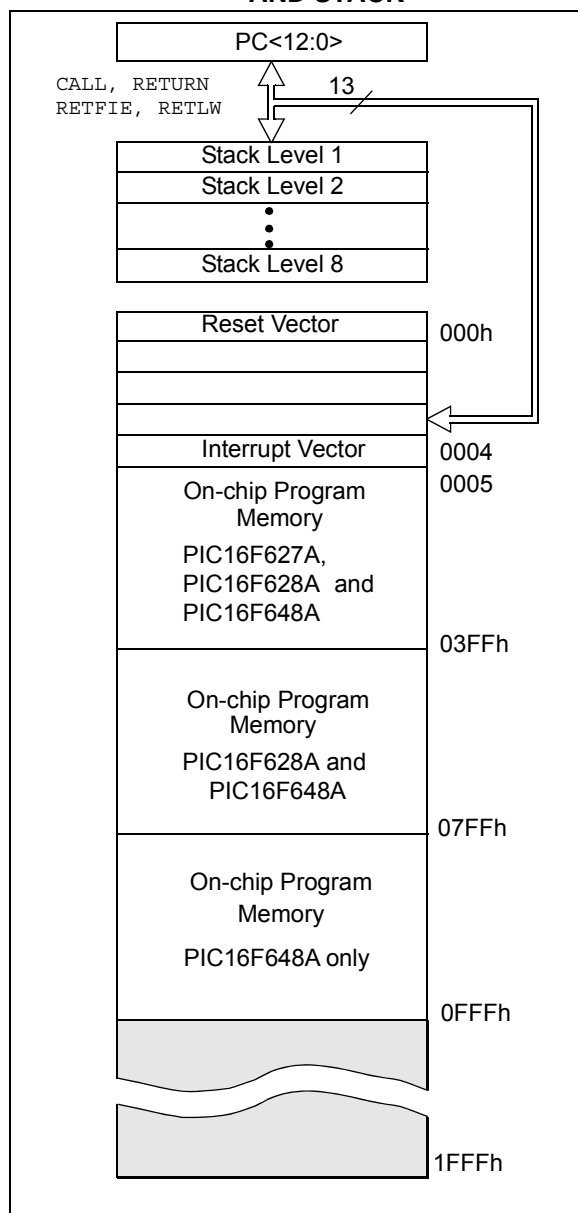 AND STACK
PC<12:0>
CALL, RETURN
RETFIE, RETLW
13
Stack Level 1
Stack Level 2
Stack Level 8
Reset Vector
000h
Interrupt Vector
0004
0005
On-chip Program
Memory
PIC16F627A,
PIC16F628A and
PIC16F648A
03FFh
On-chip Program
Memory
PIC16F628A and
PIC16F648A
07FFh
On-chip Program
Memory
PIC16F648A only
0FFFh
1FFFh